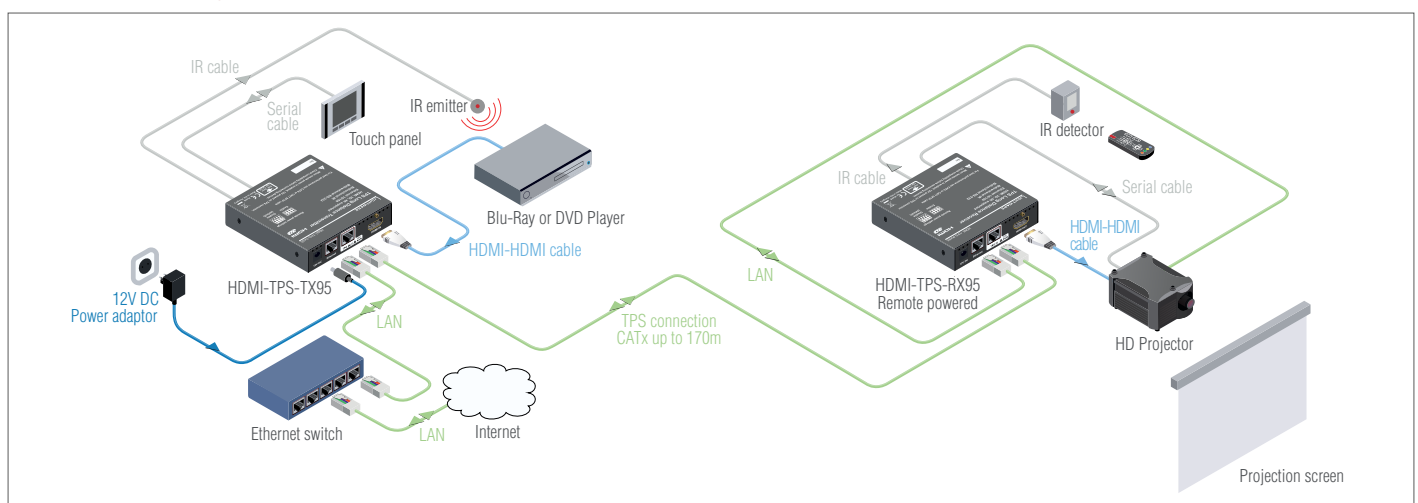 IR cable
Serial
cable
Touch panel
IR emitter
Blu-Ray or DVD Player
HDMI-HDMI cable
HDMI-TPS-TX95
12V DC
Power adaptor
LAN
Ethernet switch
LAN
Internet
TPS connection
CATx up to 170m
LAN
IR cable
IR detector
Serial cable
HDMI-HDMI
cable
HDMI-TPS-RX95
Remote powered
HD Projector
Projection screen